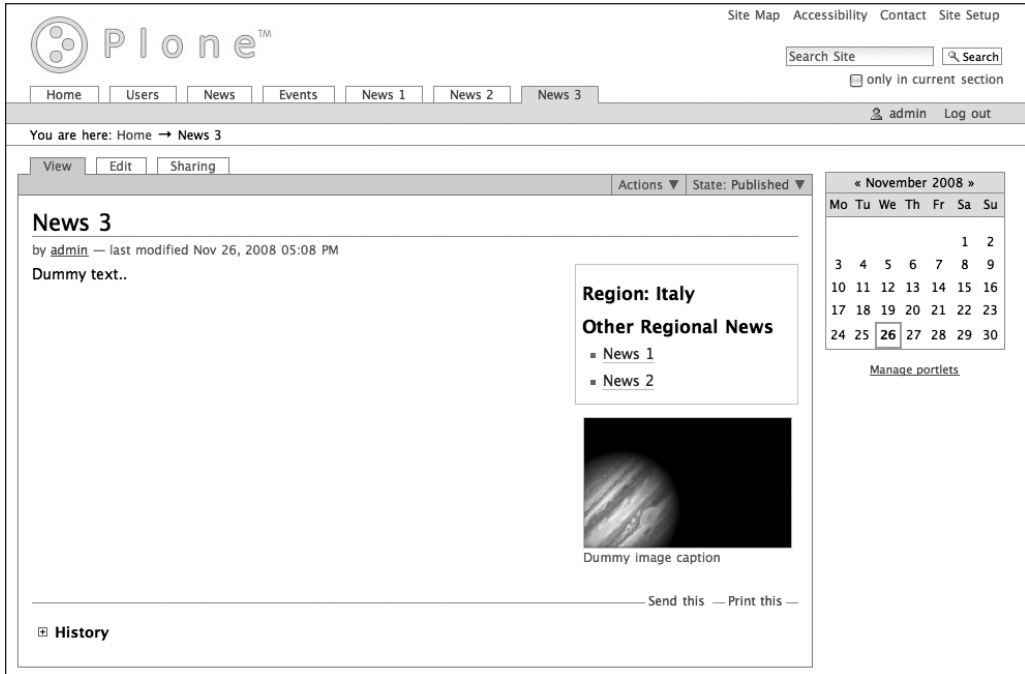 Site Map Accessibility Contact Site Setup
Plone™
Search Site Search
only in current section
Home Users News Events News 1 News 2 News 3
admin Log out
You are here: Home → News 3
View Edit Sharing
Actions ▼ State: Published ▼
News 3
by admin — last modified Nov 26, 2008 05:08 PM
Dummy text..
Region: Italy
Other Regional News
News 1
News 2
Dummy image caption
Send this — Print this —
History
« November 2008 »
Mo Tu We Th Fr Sa Su
1 2
3 4 5 6 7 8 9
10 11 12 13 14 15 16
17 18 19 20 21 22 23
24 25 26 27 28 29 30
Manage portlets